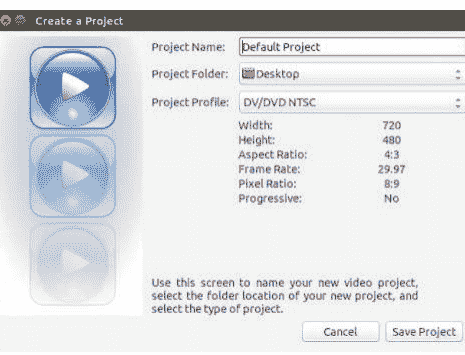 Create a Project
Project Name: Default Project
Project Folder: Desktop
Project Profile: DV/DVD NTSC
Width: 720
Height: 480
Aspect Ratio: 4:3
Frame Rate: 29.97
Pixel Ratio: 8:9
Progressive: No
Use this screen to name your new video project,
select the folder location of your new project, and
select the type of project.
Cancel Save Project